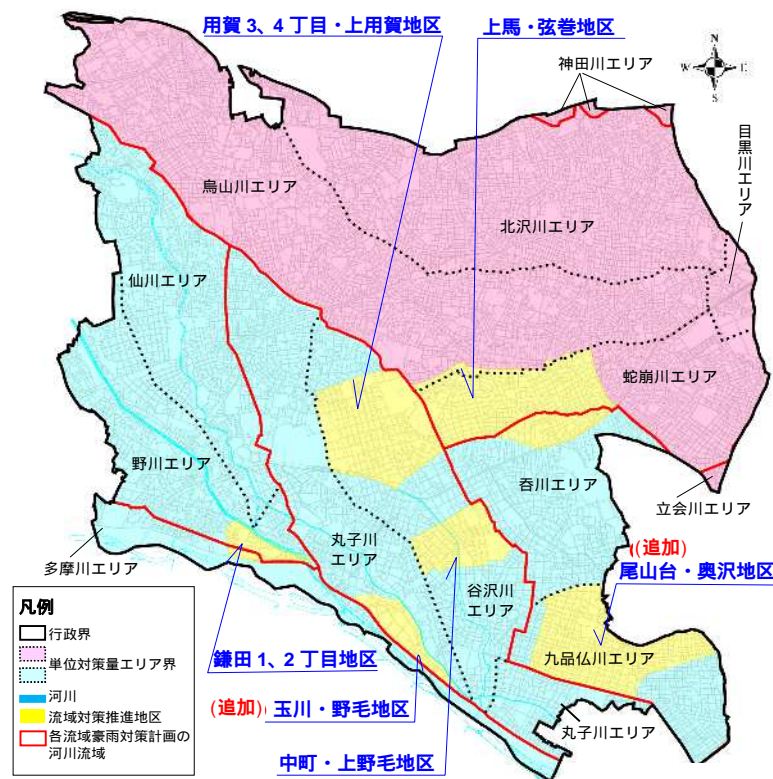 用賀 3、4 丁目・上用賀地区
上馬・弦巻地区
神田川エリア
N
W
E
S
目黒川エリア
烏山川エリア
北沢川エリア
仙川エリア
蛇崩川エリア
野川エリア
呑川エリア
立会川エリア
丸子川
エリア
多摩川エリア
(追加)
尾山台・奥沢地区
谷沢川
エリア
九品仏川エリア
鎌田 1、2 丁目地区
(追加)
玉川・野毛地区
丸子川エリア
中町・上野毛地区
凡例
行政界
単位対策量エリア界
河川
流域対策推進地区
各流域豪雨対策計画の
河川流域